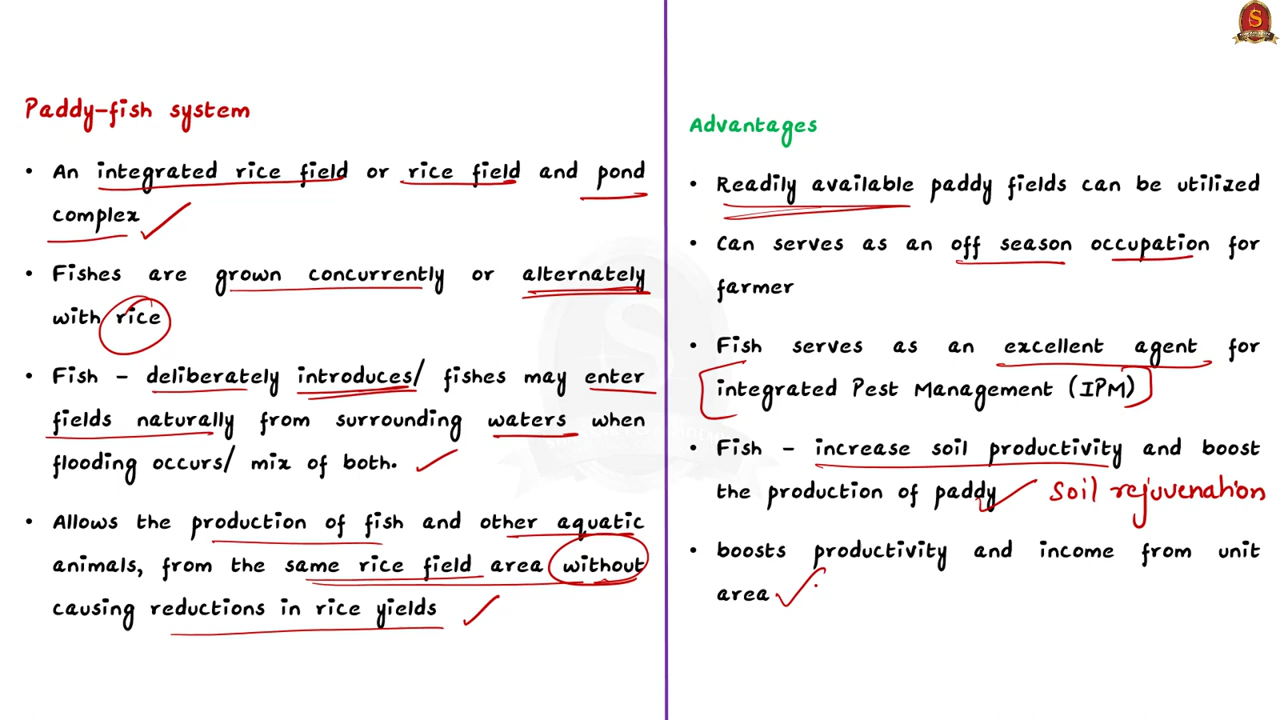 Paddy-fish system
• An integrated rice field or rice field and pond
complex
• Fishes are grown concurrently or alternately
with rice
• Fish - deliberately introduces/ fishes may enter
fields naturally from surrounding waters when
flooding occurs/ mix of both.
• Allows the production of fish and other aquatic
animals, from the same rice field area without
causing reductions in rice yields
Advantages
• Readily available paddy fields can be utilized
• Can serves as an off season occupation for
farmer
• Fish serves as an excellent agent for
integrated Pest Management (IPM)
• Fish - increase soil productivity and boost
the production of paddy Soil rejuvenation
• boosts productivity and income from unit
area
S